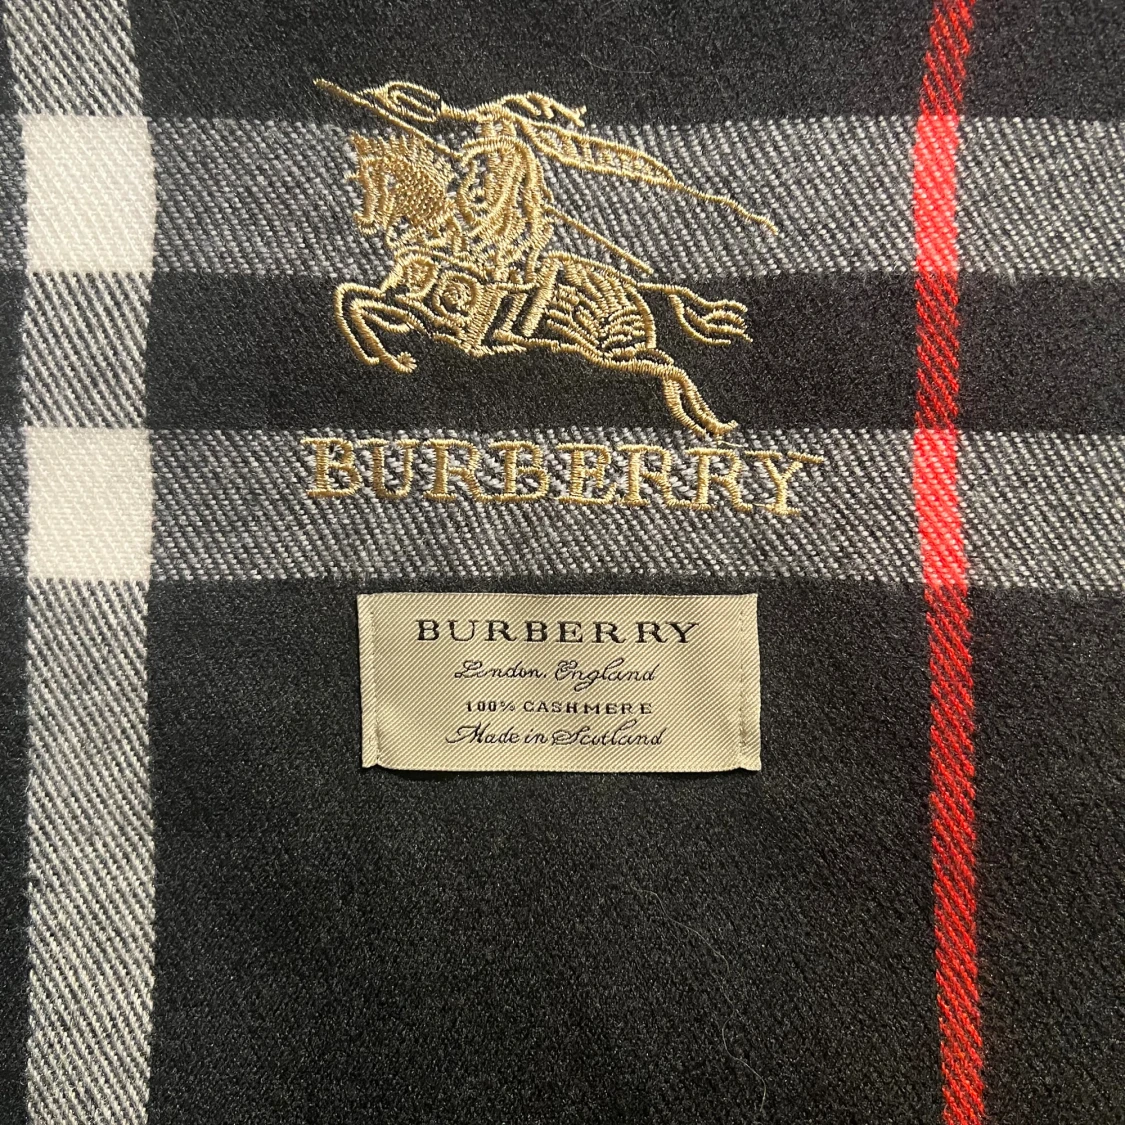 BURBERRY
BURBERRY
London, England
100% CASHMERE
Made in Scotland